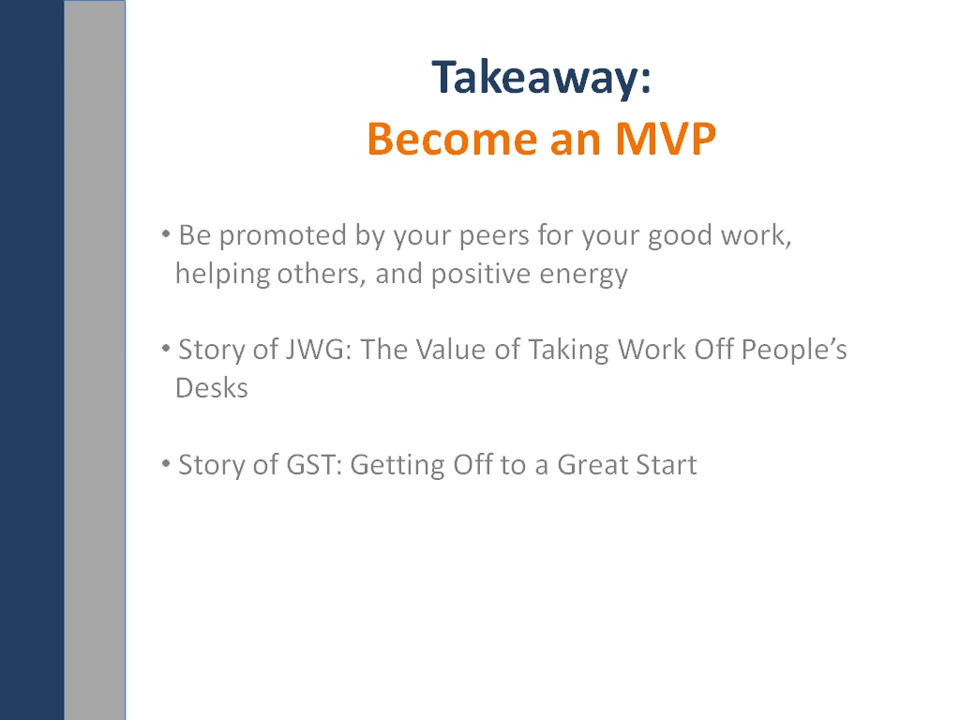 Takeaway:
Become an MVP
• Be promoted by your peers for your good work,
helping others, and positive energy
• Story of JWG: The Value of Taking Work Off People’s
Desks
• Story of GST: Getting Off to a Great Start